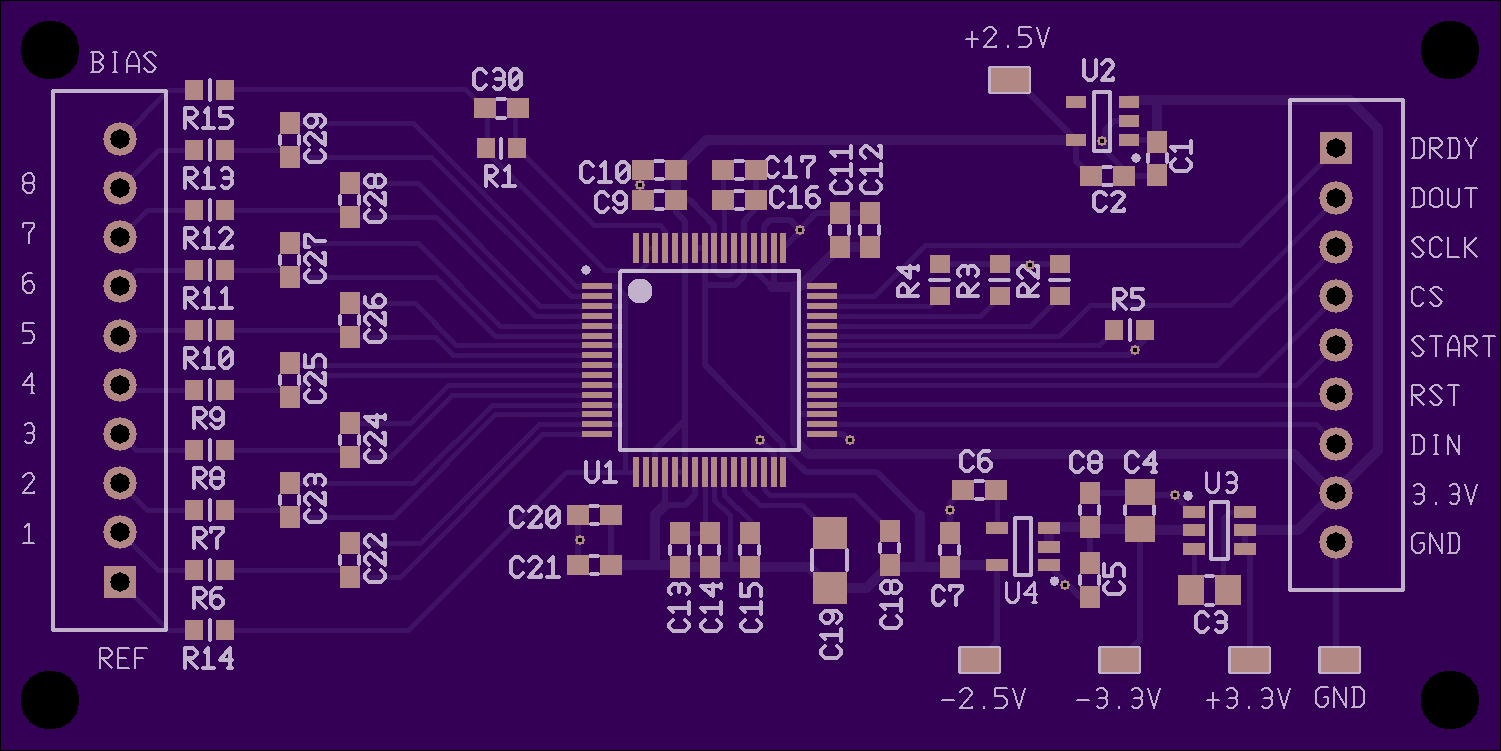 +2.5V
BIAS
U2
C30
R15
C29
R13
R1
C10
C17
C11
C12
C1
DRDY
8
C28
C9
C16
C2
DOUT
7
R12
C27
SCLK
6
R11
R4
R3
R2
CS
C26
R5
5
R10
START
4
C25
RST
3
R9
C24
DIN
2
R8
U1
C6
C8
C4
U3
3.3V
1
C23
C20
R7
GND
C22
C21
C5
R6
C13
C14
C15
C19
C18
C7
U4
C3
REF
R14
-2.5V
-3.3V
+3.3V
GND